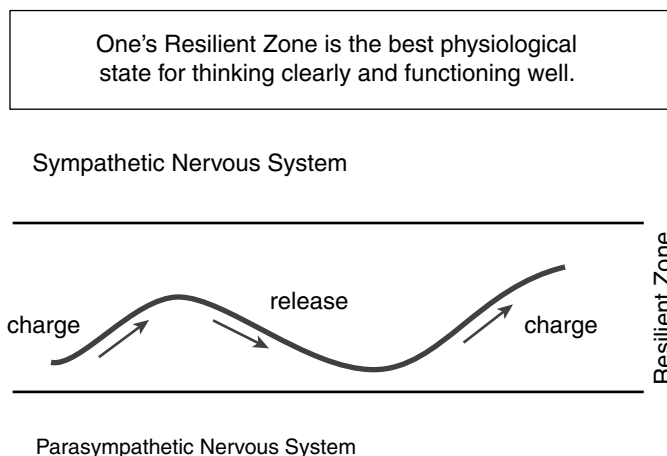 One’s Resilient Zone is the best physiological
state for thinking clearly and functioning well.
Sympathetic Nervous System
charge
release
charge
Resilient Zone
Parasympathetic Nervous System